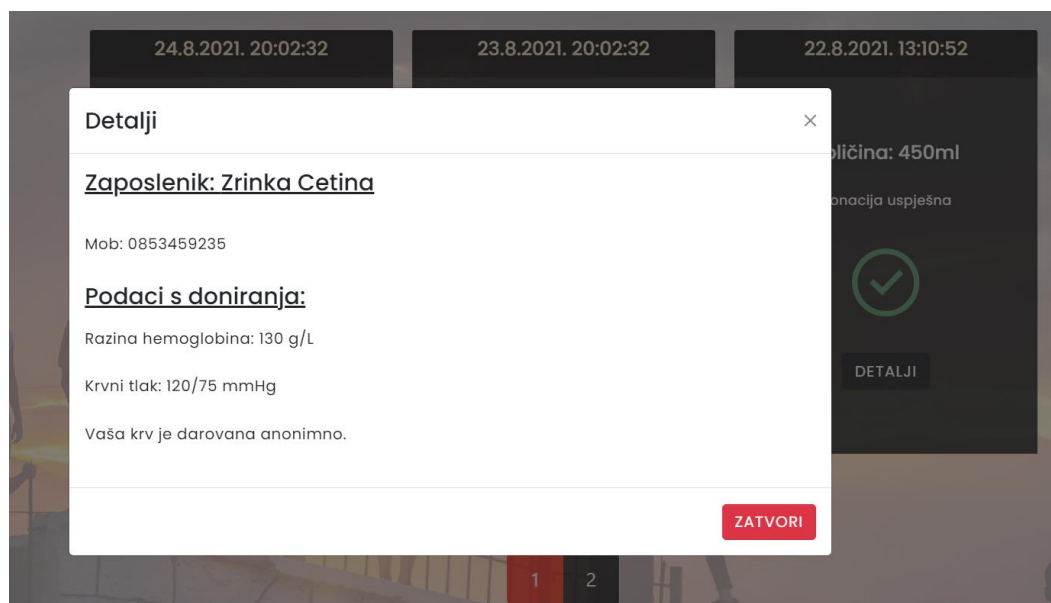 24.8.2021. 20:02:32
23.8.2021. 20:02:32
22.8.2021. 13:10:52
Detalji
Zaposlenik: Zrinka Cetina
Mob: 0853459235
Podaci s doniranja:
Razina hemoglobina: 130 g/L
Krvni tlak: 120/75 mmHg
Vaša krv je darovana anonimno.
ZATVORI
450ml
uspješna
DETALJI
1 2